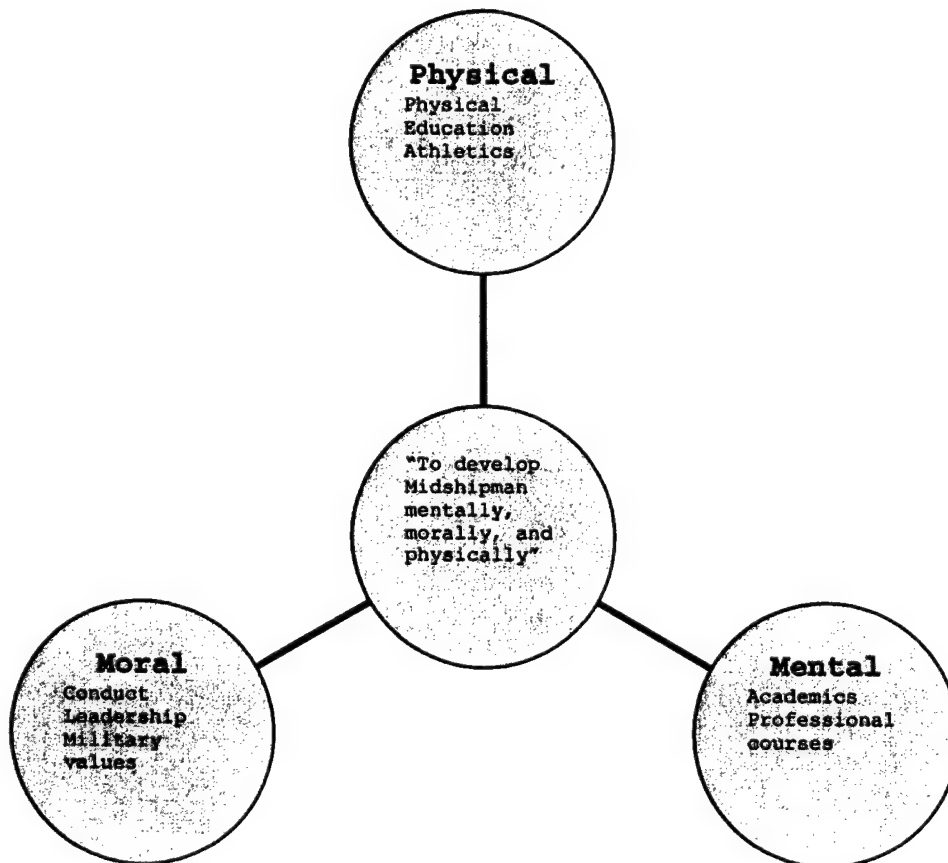 Physical
Physical
Education
Athletics
"To develop
Midshipman
mentally,
morally, and
physically"
Moral
Conduct
Leadership
Military
values
Mental
Academics
Professional
courses